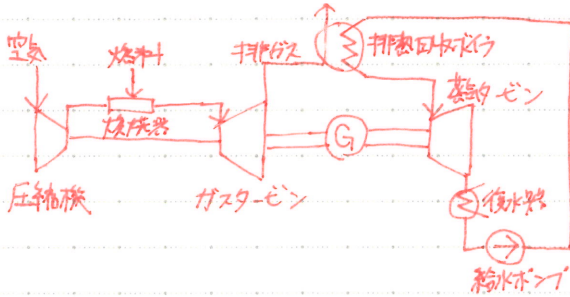 空気
燃料
排ガス
排熱回収ボイラ
蒸気タービン
燃焼器
G
圧縮機
ガスタービン
復水器
給水ポンプ